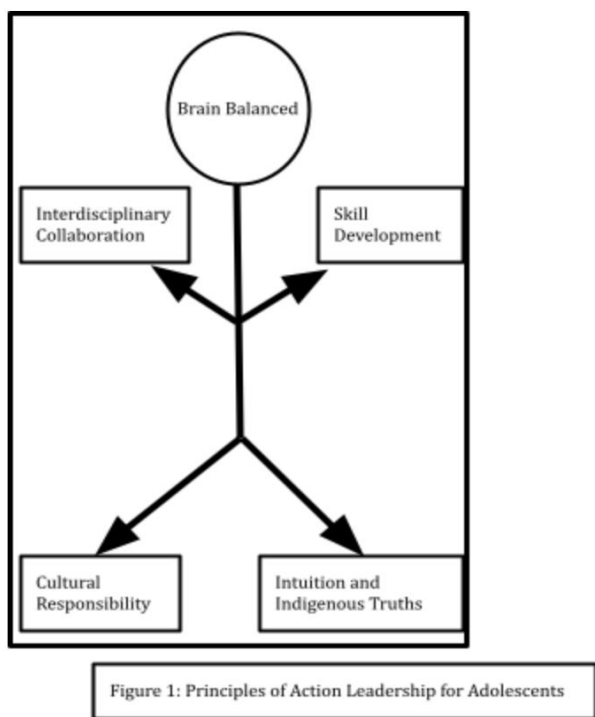 Brain Balanced
Interdisciplinary
Collaboration
Skill
Development
Cultural
Responsibility
Intuition and
Indigenous Truths
Figure 1: Principles of Action Leadership for Adolescents